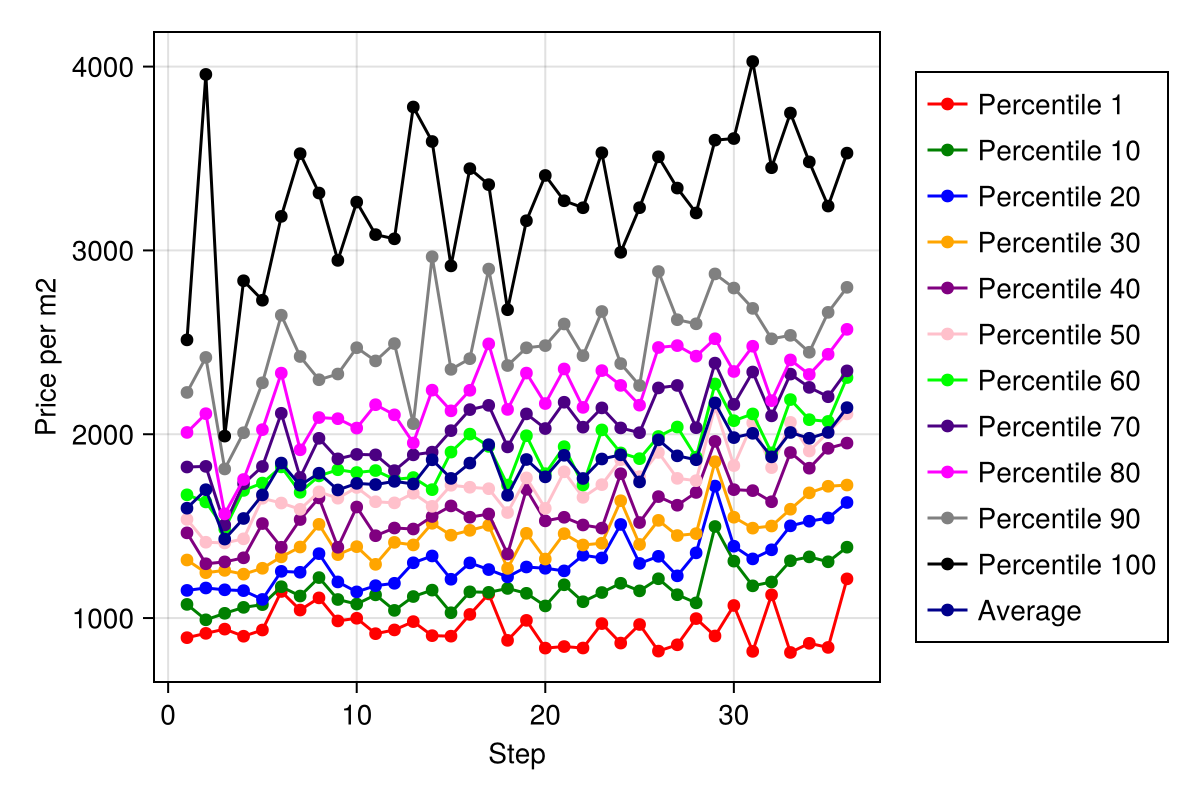 4000
3000
2000
1000
Price per m2
0 10 20 30
Step
Percentile 1
Percentile 10
Percentile 20
Percentile 30
Percentile 40
Percentile 50
Percentile 60
Percentile 70
Percentile 80
Percentile 90
Percentile 100
Average